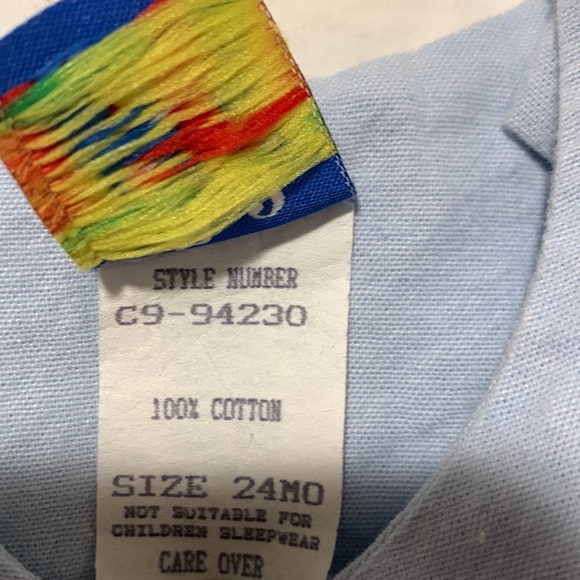 STYLE NUMBER
C9-94230
100% COTTON
SIZE 24MO
NOT SUITABLE FOR
CHILDREN SLEEPWEAR
CARE OVER